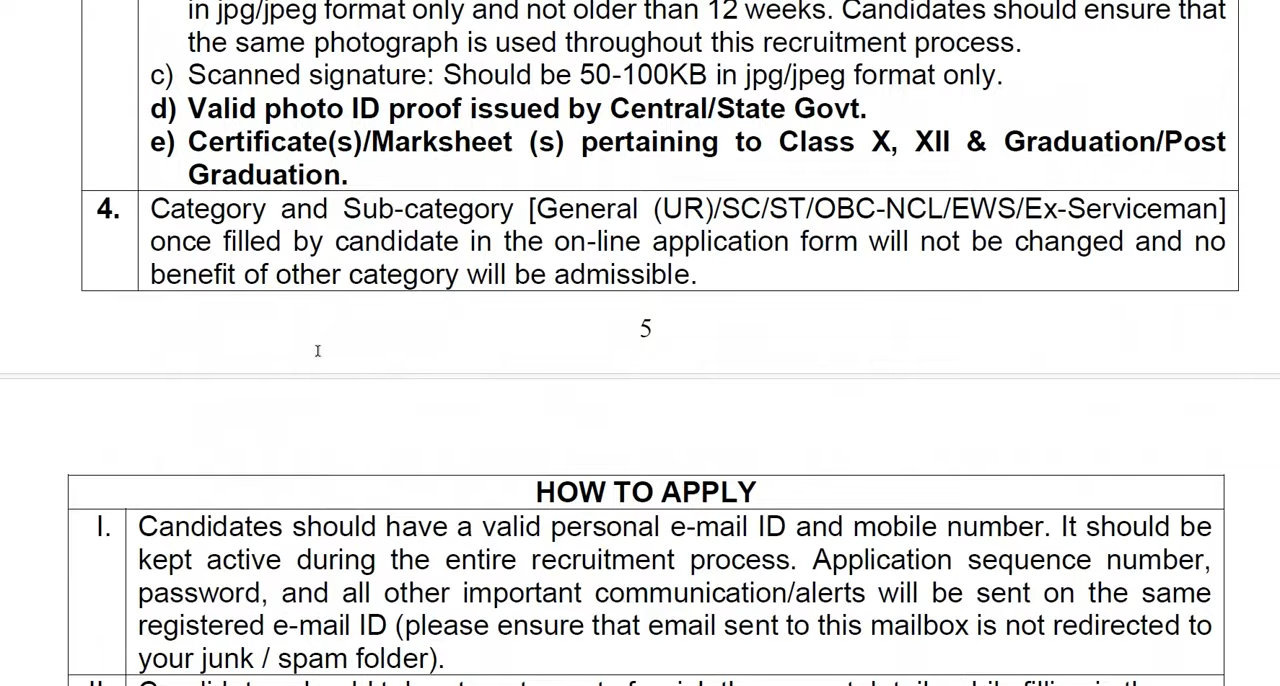 in jpg/jpeg format only and not older than 12 weeks. Candidates should ensure that
the same photograph is used throughout this recruitment process.
c) Scanned signature: Should be 50-100KB in jpg/jpeg format only.
d) Valid photo ID proof issued by Central/State Govt.
e) Certificate(s)/Marksheet (s) pertaining to Class X, XII & Graduation/Post
Graduation.
4. Category and Sub-category [General (UR)/SC/ST/OBC-NCL/EWS/Ex-Serviceman]
once filled by candidate in the on-line application form will not be changed and no
benefit of other category will be admissible.
5
HOW TO APPLY
I. Candidates should have a valid personal e-mail ID and mobile number. It should be
kept active during the entire recruitment process. Application sequence number,
password, and all other important communication/alerts will be sent on the same
registered e-mail ID (please ensure that email sent to this mailbox is not redirected to
your junk / spam folder).